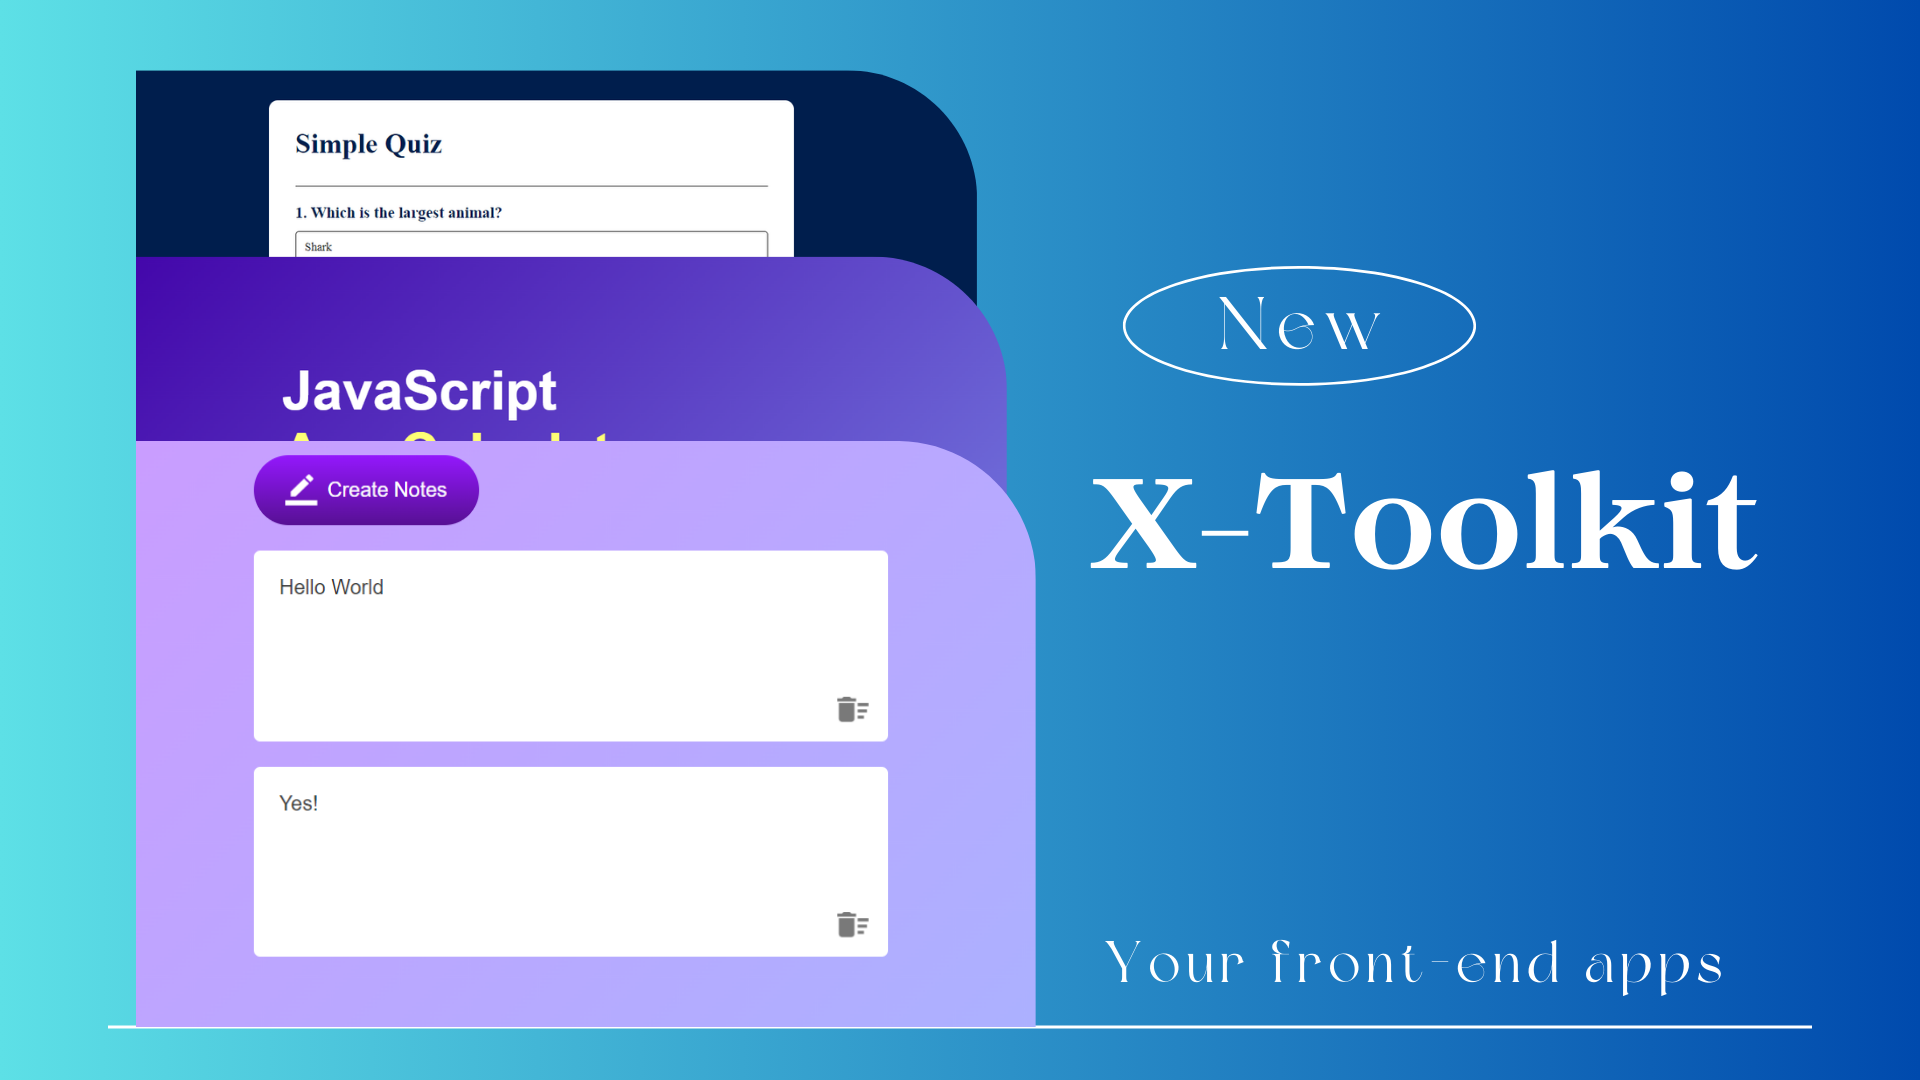 Simple Quiz
1. Which is the largest animal?
Shark
JavaScript
Create Notes
Hello World
Yes!
New
X-Toolkit
Your front-end apps